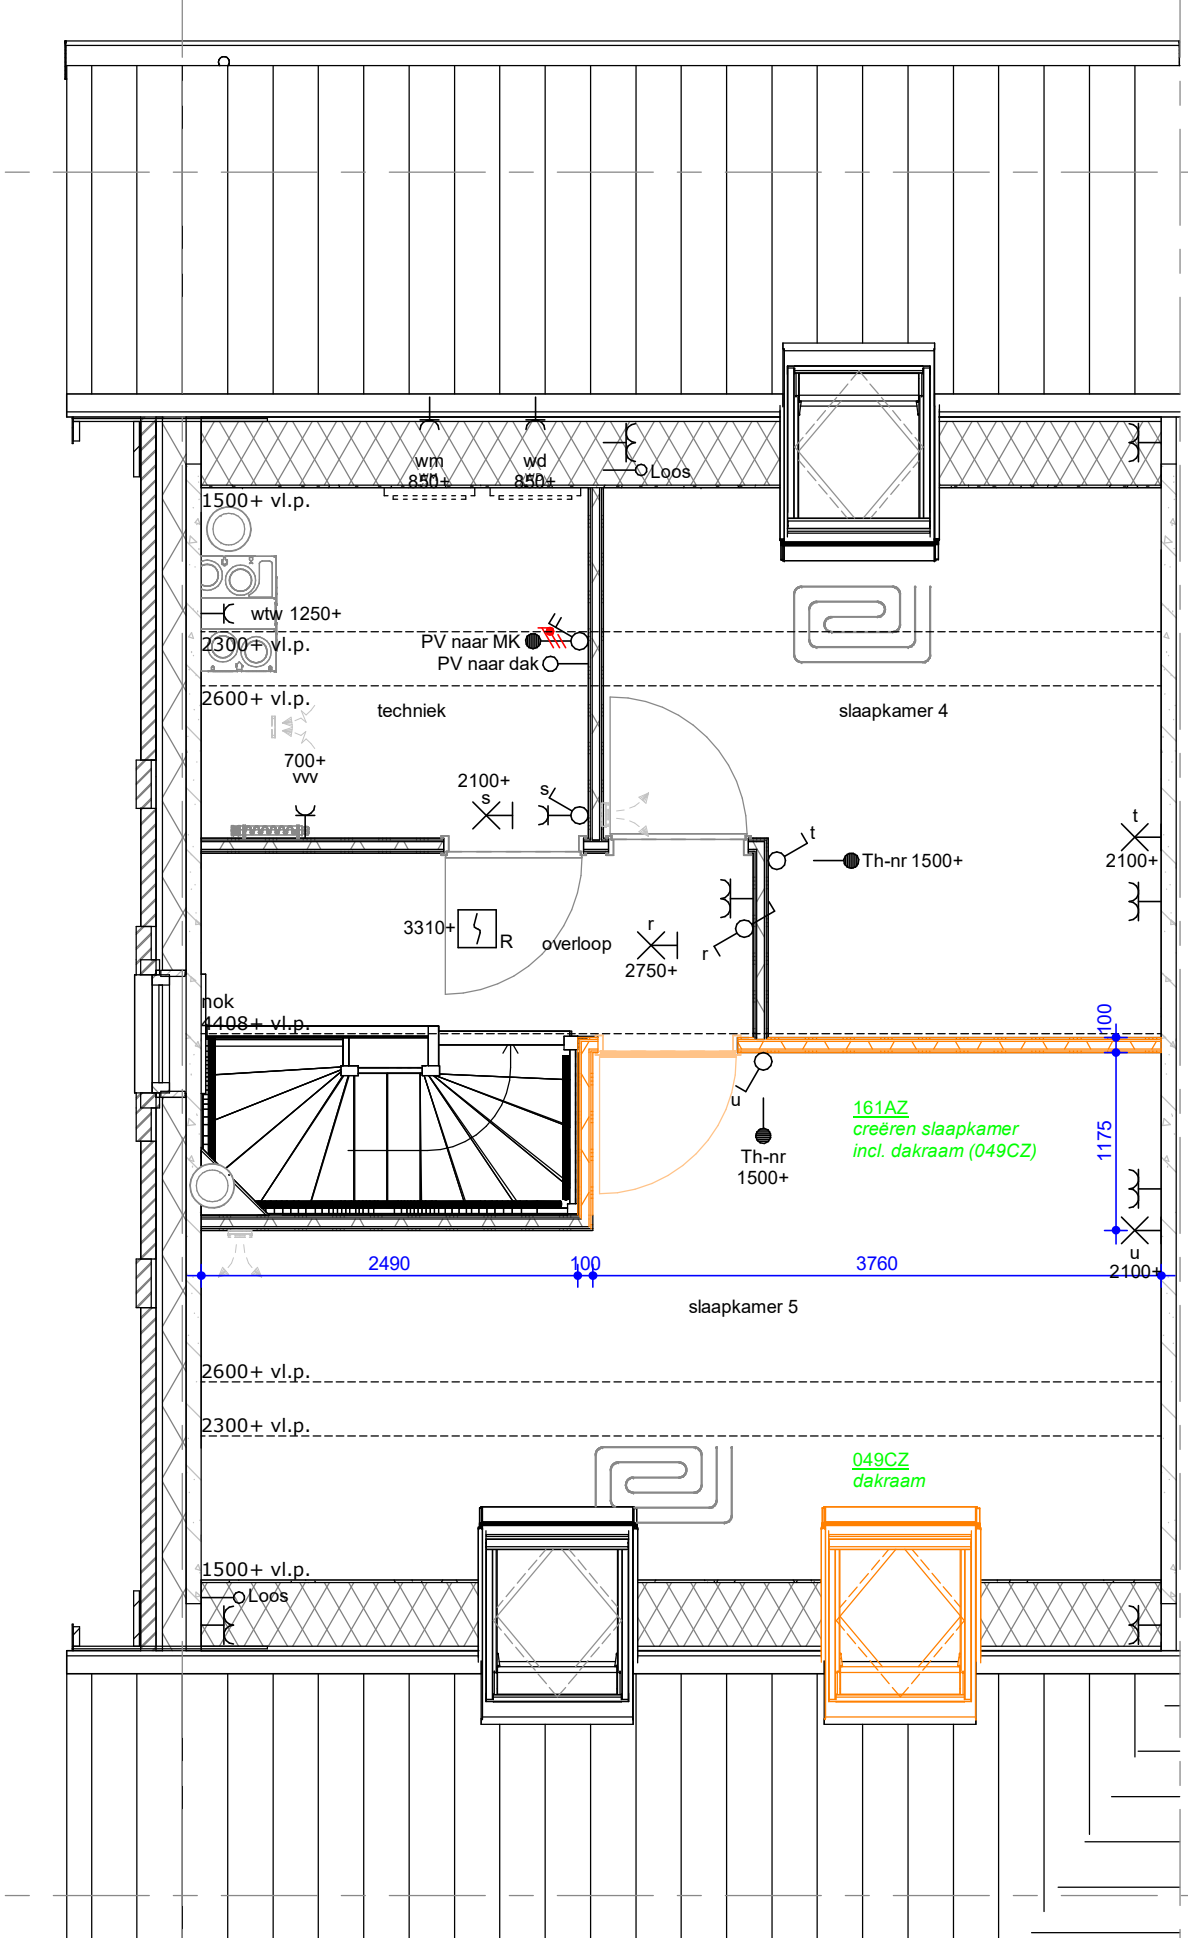 wm
850+
wd
850+
Loos
1500+ vl.p.
wtw 1250+
2300+ vl.p.
PV naar MK
PV naar dak
2600+ vl.p.
techniek
slaapkamer 4
700+
vvv
2100+
s
s
t
t
Th-nr 1500+
2100+
3310+
R
overloop
r
2750+
r
nok
4408+ vl.p.
100
u
161AZ
creëren slaapkamer
incl. dakraam (049CZ)
1175
Th-nr
1500+
u
2100+
2490
100
3760
slaapkamer 5
2600+ vl.p.
2300+ vl.p.
049CZ
dakraam
1500+ vl.p.
Loos